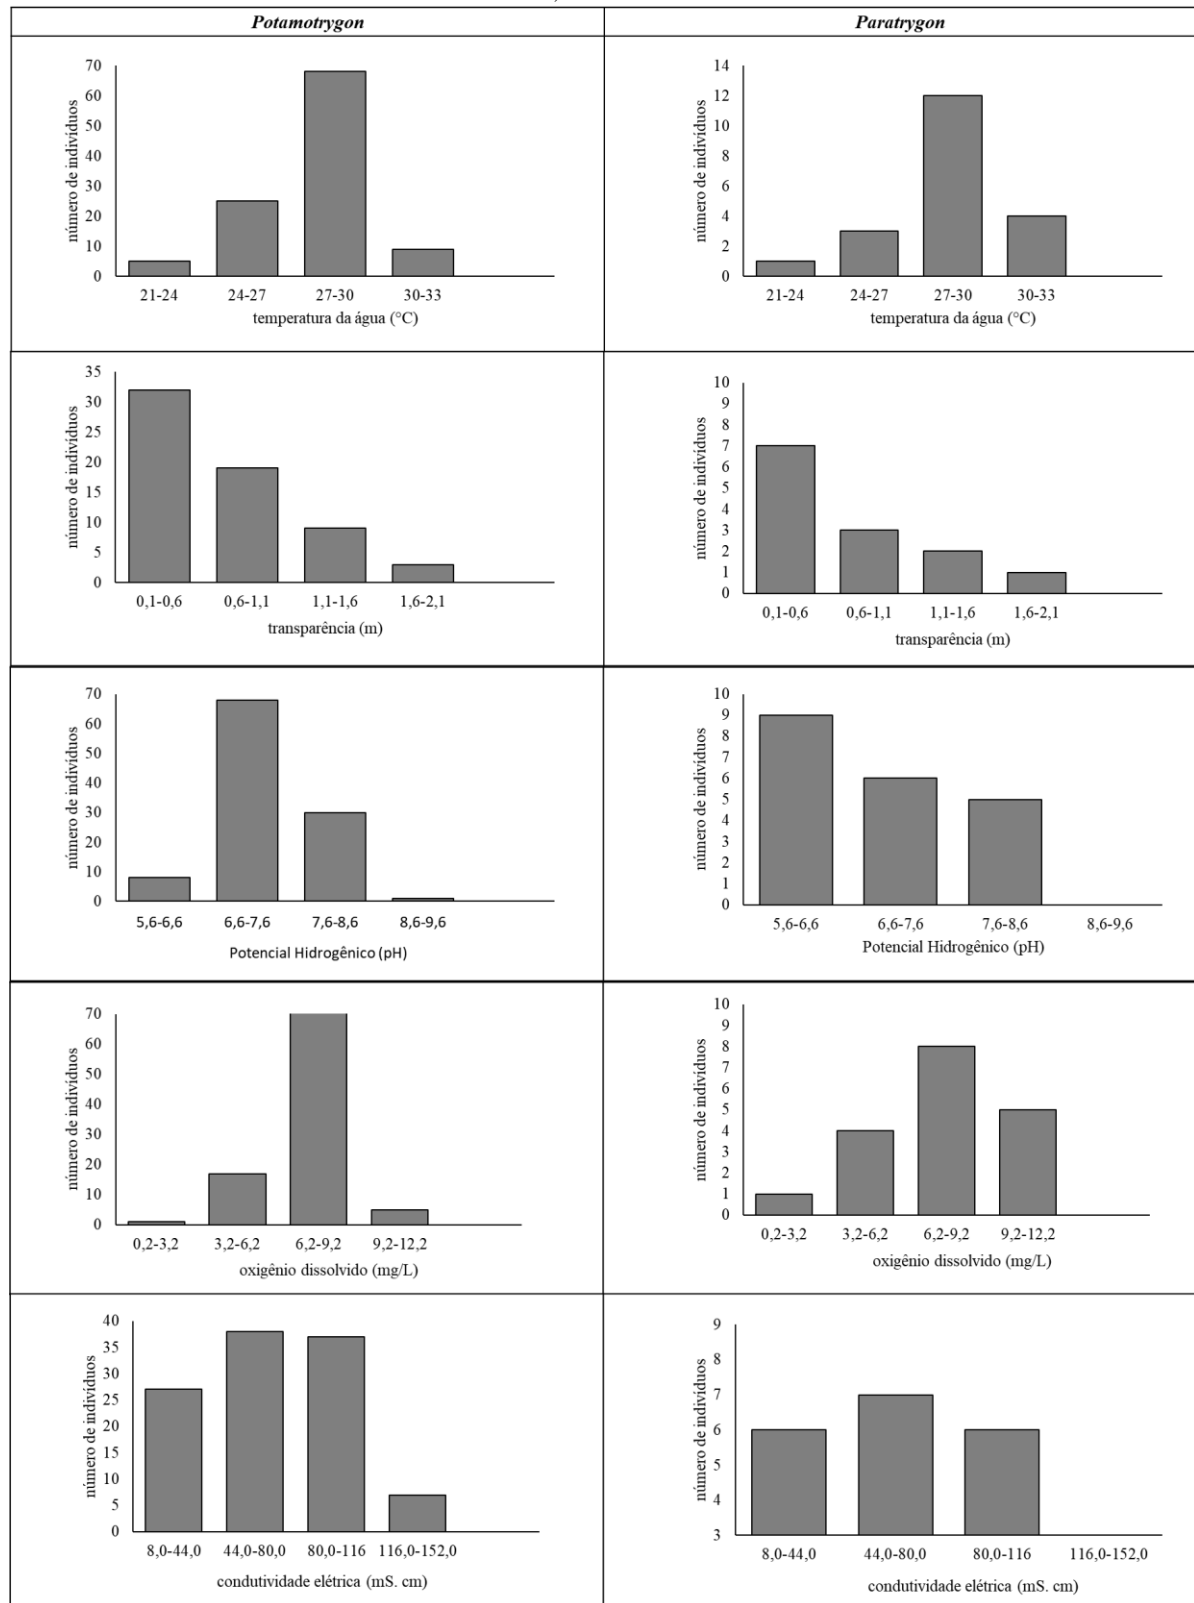 Potamotrygon
Paratrygon
número de indivíduos
70
60
50
40
30
20
10
0
21-24 24-27 27-30 30-33
temperatura da água (°C)
número de indivíduos
14
12
10
8
6
4
2
0
21-24 24-27 27-30 30-33
temperatura da água (°C)
número de indivíduos
35
30
25
20
15
10
5
0
0,1-0,6 0,6-1,1 1,1-1,6 1,6-2,1
transparência (m)
número de indivíduos
10
9
8
7
6
5
4
3
2
1
0
0,1-0,6 0,6-1,1 1,1-1,6 1,6-2,1
transparência (m)
número de indivíduos
70
60
50
40
30
20
10
0
5,6-6,6 6,6-7,6 7,6-8,6 8,6-9,6
Potencial Hidrogênico (pH)
número de indivíduos
10
9
8
7
6
5
4
3
2
1
0
5,6-6,6 6,6-7,6 7,6-8,6 8,6-9,6
Potencial Hidrogênico (pH)
número de indivíduos
70
60
50
40
30
20
10
0
0,2-3,2 3,2-6,2 6,2-9,2 9,2-12,2
oxigênio dissolvido (mg/L)
número de indivíduos
10
9
8
7
6
5
4
3
2
1
0
0,2-3,2 3,2-6,2 6,2-9,2 9,2-12,2
oxigênio dissolvido (mg/L)
número de indivíduos
40
35
30
25
20
15
10
5
0
8,0-44,0 44,0-80,0 80,0-116 116,0-152,0
condutividade elétrica (mS. cm)
número de indivíduos
9
8
7
6
5
4
3
8,0-44,0 44,0-80,0 80,0-116 116,0-152,0
condutividade elétrica (mS. cm)